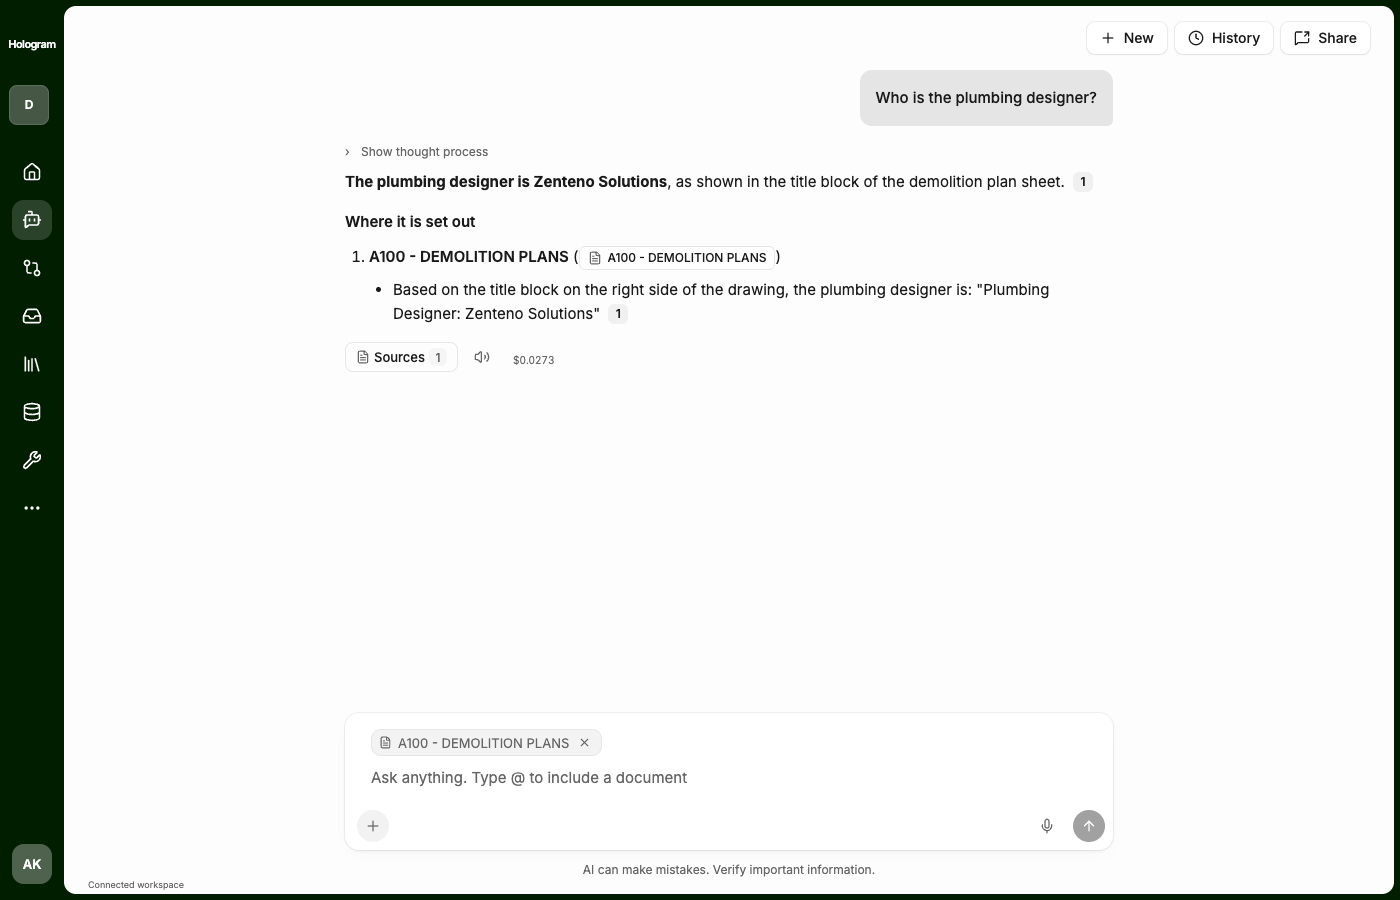 Hologram
D
New
History
Share
Who is the plumbing designer?
Show thought process
The plumbing designer is Zenteno Solutions, as shown in the title block of the demolition plan sheet. 1
Where it is set out
1. A100 - DEMOLITION PLANS ( A100 - DEMOLITION PLANS )
• Based on the title block on the right side of the drawing, the plumbing designer is: "Plumbing
Designer: Zenteno Solutions" 1
Sources 1
$0.0273
A100 - DEMOLITION PLANS
Ask anything. Type @ to include a document
AK
AI can make mistakes. Verify important information.
Connected workspace